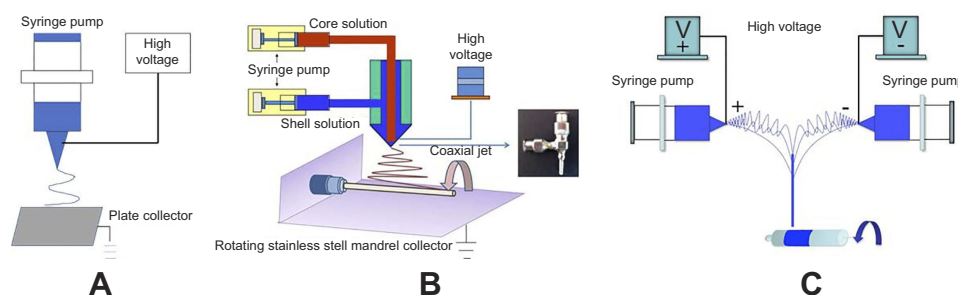 Syringe pump
High
voltage
Plate collector
A
Core solution
Syringe pump
Shell solution
High
voltage
Coaxial jet
Rotating stainless stell mandrel collector
B
High voltage
V
+
V
-
Syringe pump
Syringe pump
+
-
C